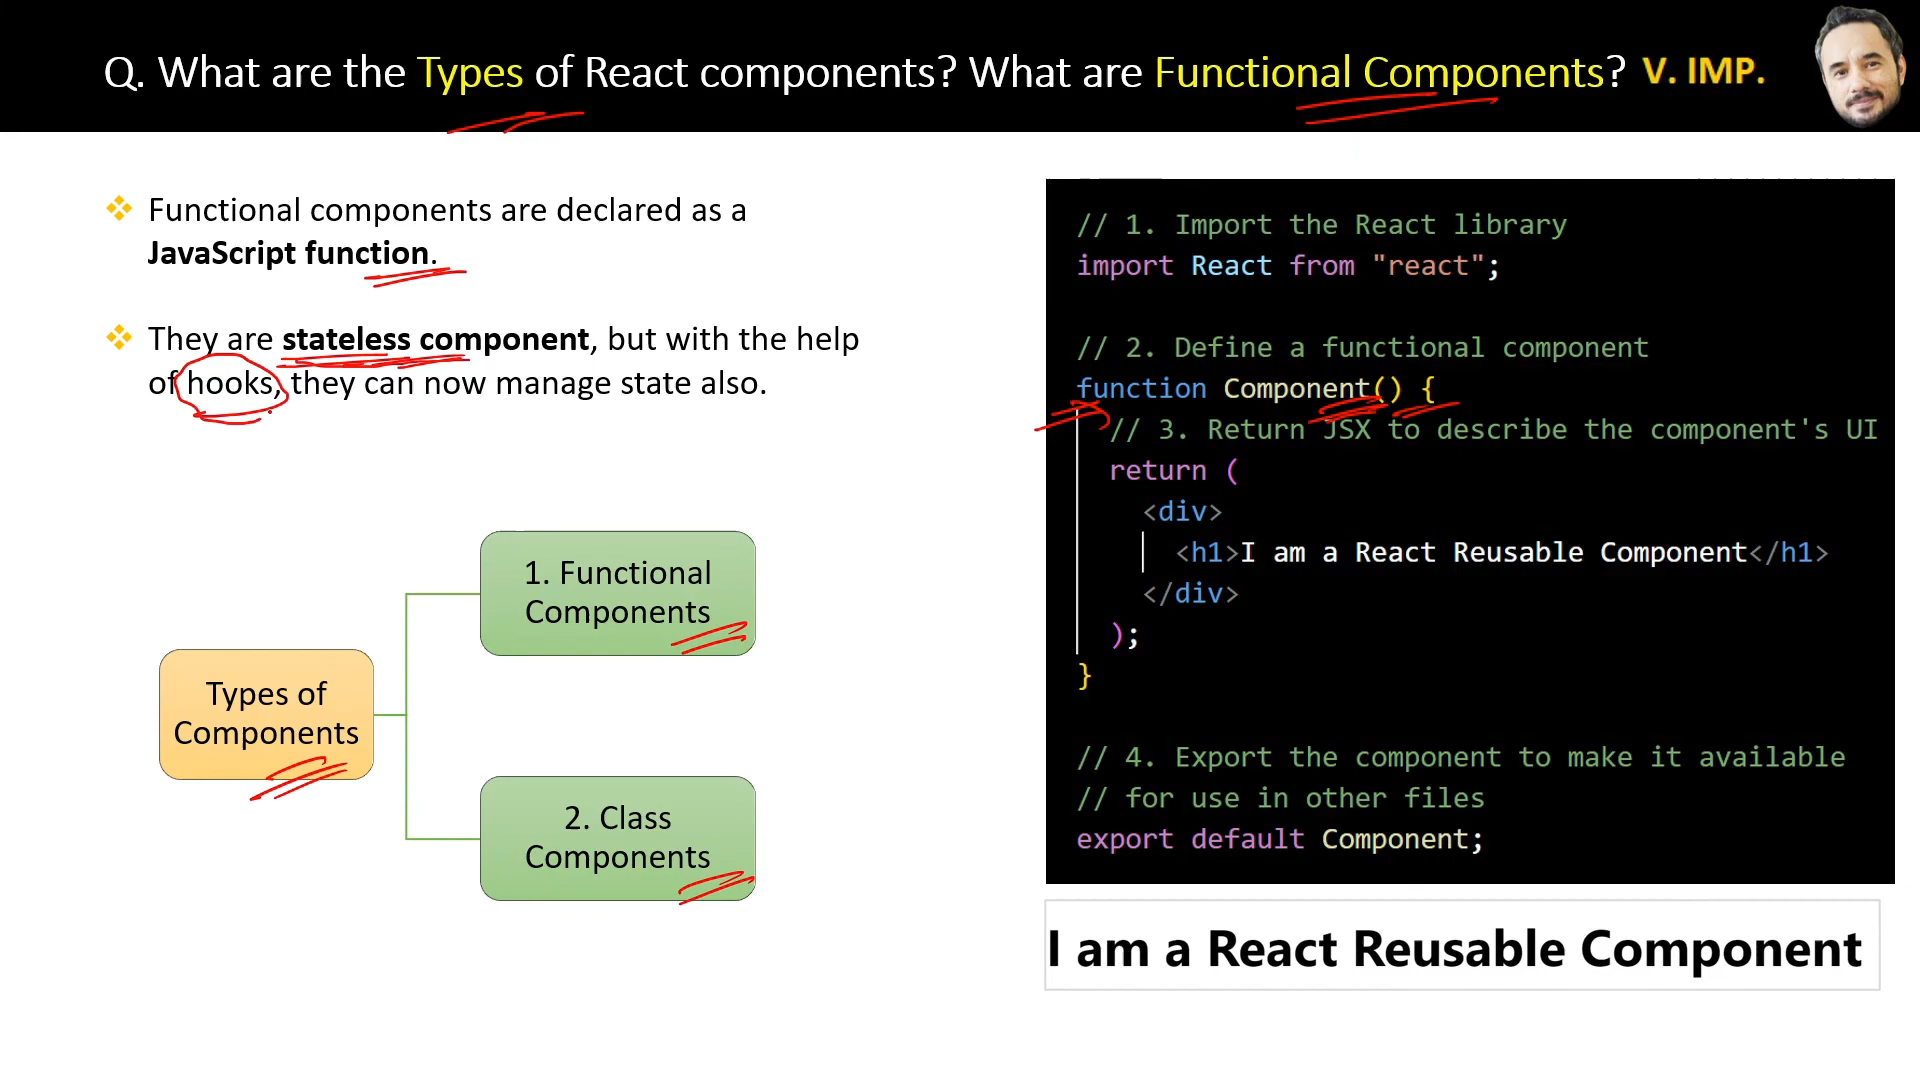 Q. What are the Types of React components? What are Functional Components? V. IMP.
Functional components are declared as a
JavaScript function.
They are stateless component, but with the help
of hooks, they can now manage state also.
Types of
Components
1. Functional
Components
2. Class
Components
// 1. Import the React library
import React from "react";
// 2. Define a functional component
function Component() {
// 3. Return JSX to describe the component's UI
return (
<div>
<h1>I am a React Reusable Component</h1>
</div>
);
}
// 4. Export the component to make it available
// for use in other files
export default Component;
I am a React Reusable Component